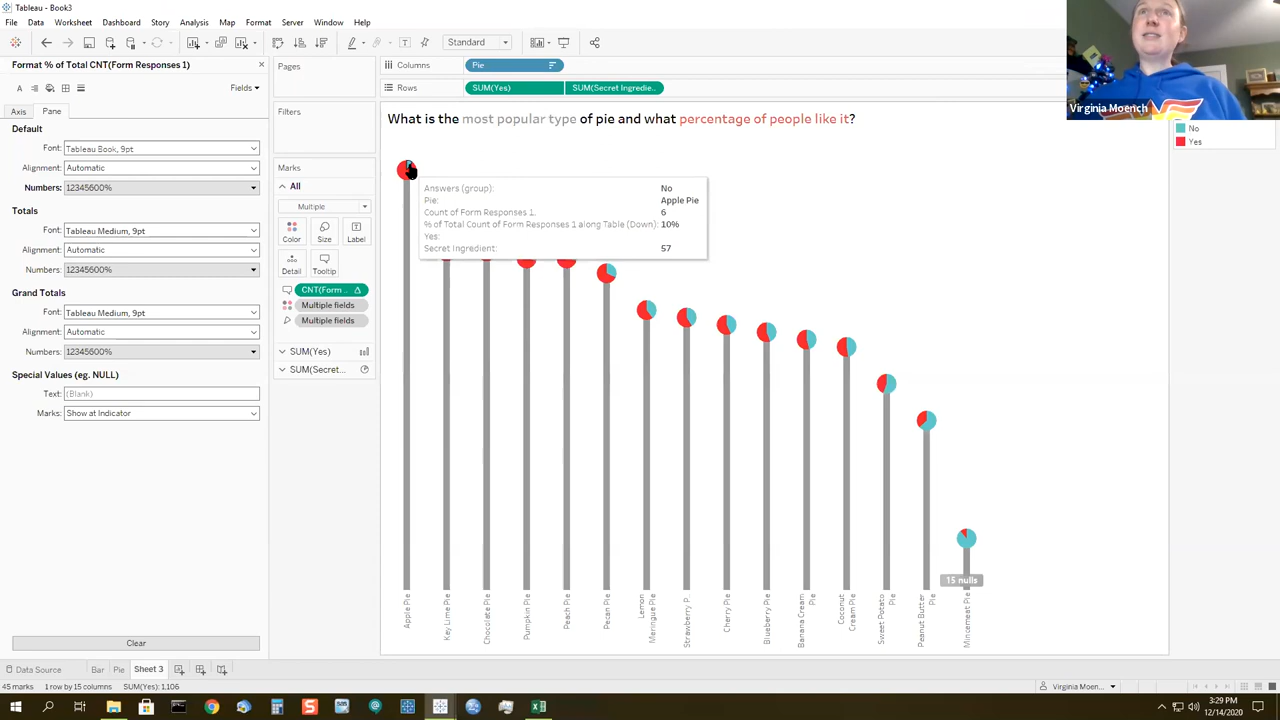 Tableau - Book3
File Data Worksheet Dashboard Story Analysis Map Format Server Window Help
Standard
Format % of Total CNT(Form Responses 1)
Fields
Axis Pane
Default
Font: Tableau Book, 9pt
Alignment: Automatic
Numbers: 12345600%
Totals
Font: Tableau Medium, 9pt
Alignment: Automatic
Numbers: 12345600%
Grand Totals
Font: Tableau Medium, 9pt
Alignment: Automatic
Numbers: 12345600%
Special Values (eg. NULL)
Text: (Blank)
Marks: Show at Indicator
Clear
Pages
Filters
Marks
All
Multiple
Color Size Label
Detail Tooltip
CNT(Form ..
Multiple fields
Multiple fields
SUM(Yes)
SUM(Secret...
Columns Pie
Rows SUM(Yes) SUM(Secret Ingredie..
What is the most popular type of pie and what percentage of people like it?
Answers (group): No
Pie: Apple Pie
Count of Form Responses 1, 6
% of Total Count of Form Responses 1 along Table (Down): 10%
Yes:
Secret Ingredient: 57
15 nulls
Apple Pie
Key Lime Pie
Chocolate Pie
Pumpkin Pie
Peach Pie
Pecan Pie
Lemon
Meringue Pie
Strawberry P..
Cherry Pie
Blueberry Pie
Banana Cream
Pie
Coconut
Cream Pie
Sweet Potato
Pie
Peanut Butter
Pie
Mincemeat Pie
Virginia Moench
No
Yes
Data Source Bar Pie Sheet 3
45 marks 1 row by 15 columns SUM(Yes): 1,106
Virginia Moen...
3:29 PM
12/14/2020